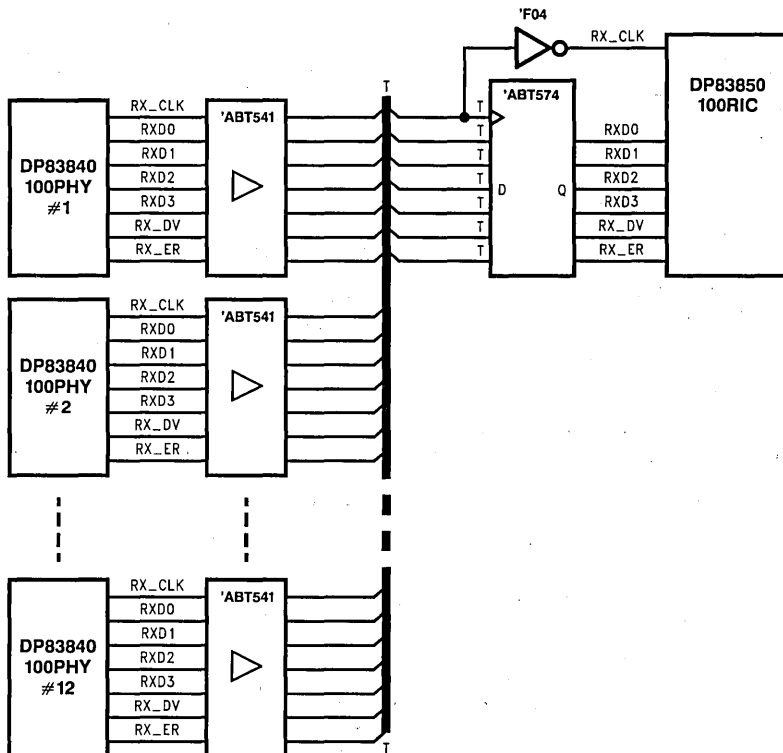 'F04
RX_CLK
DP83850
100RIC
T
RX_CLK
'ABT541
T
'ABT574
DP83840
100PHY
#1
RXD0
RXD1
RXD2
RXD3
RX_DV
RX_ER
T
T
T
T
T
T
D
Q
RXD0
RXD1
RXD2
RXD3
RX_DV
RX_ER
RX_CLK
'ABT541
DP83840
100PHY
#2
RXD0
RXD1
RXD2
RXD3
RX_DV
RX_ER
RX_CLK
'ABT541
DP83840
100PHY
#12
RXD0
RXD1
RXD2
RXD3
RX_DV
RX_ER
T